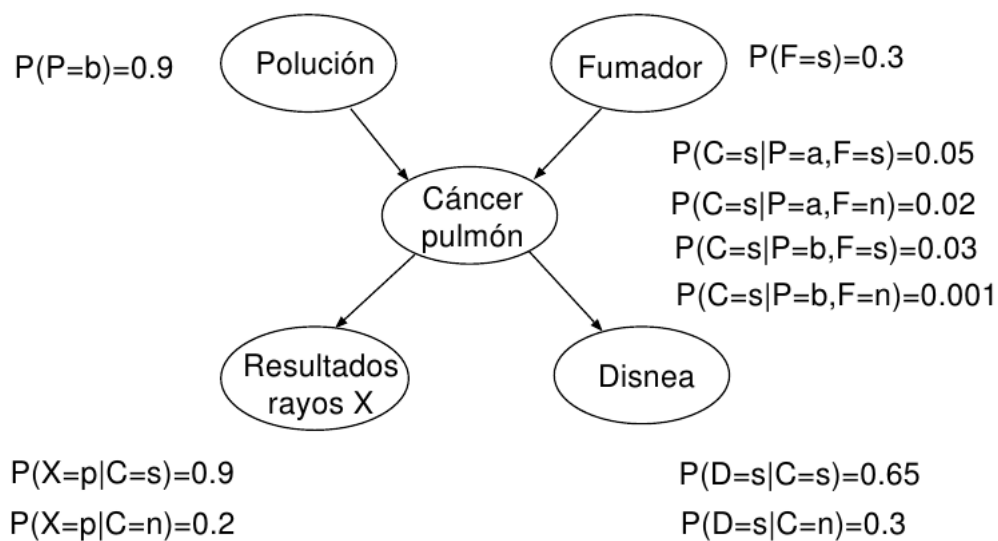 P(P=b)=0.9
Polución
Fumador
P(F=s)=0.3
P(C=s|P=a,F=s)=0.05
P(C=s|P=a,F=n)=0.02
P(C=s|P=b,F=s)=0.03
P(C=s|P=b,F=n)=0.001
Cáncer
pulmón
Resultados
rayos X
Disnea
P(X=p|C=s)=0.9
P(X=p|C=n)=0.2
P(D=s|C=s)=0.65
P(D=s|C=n)=0.3